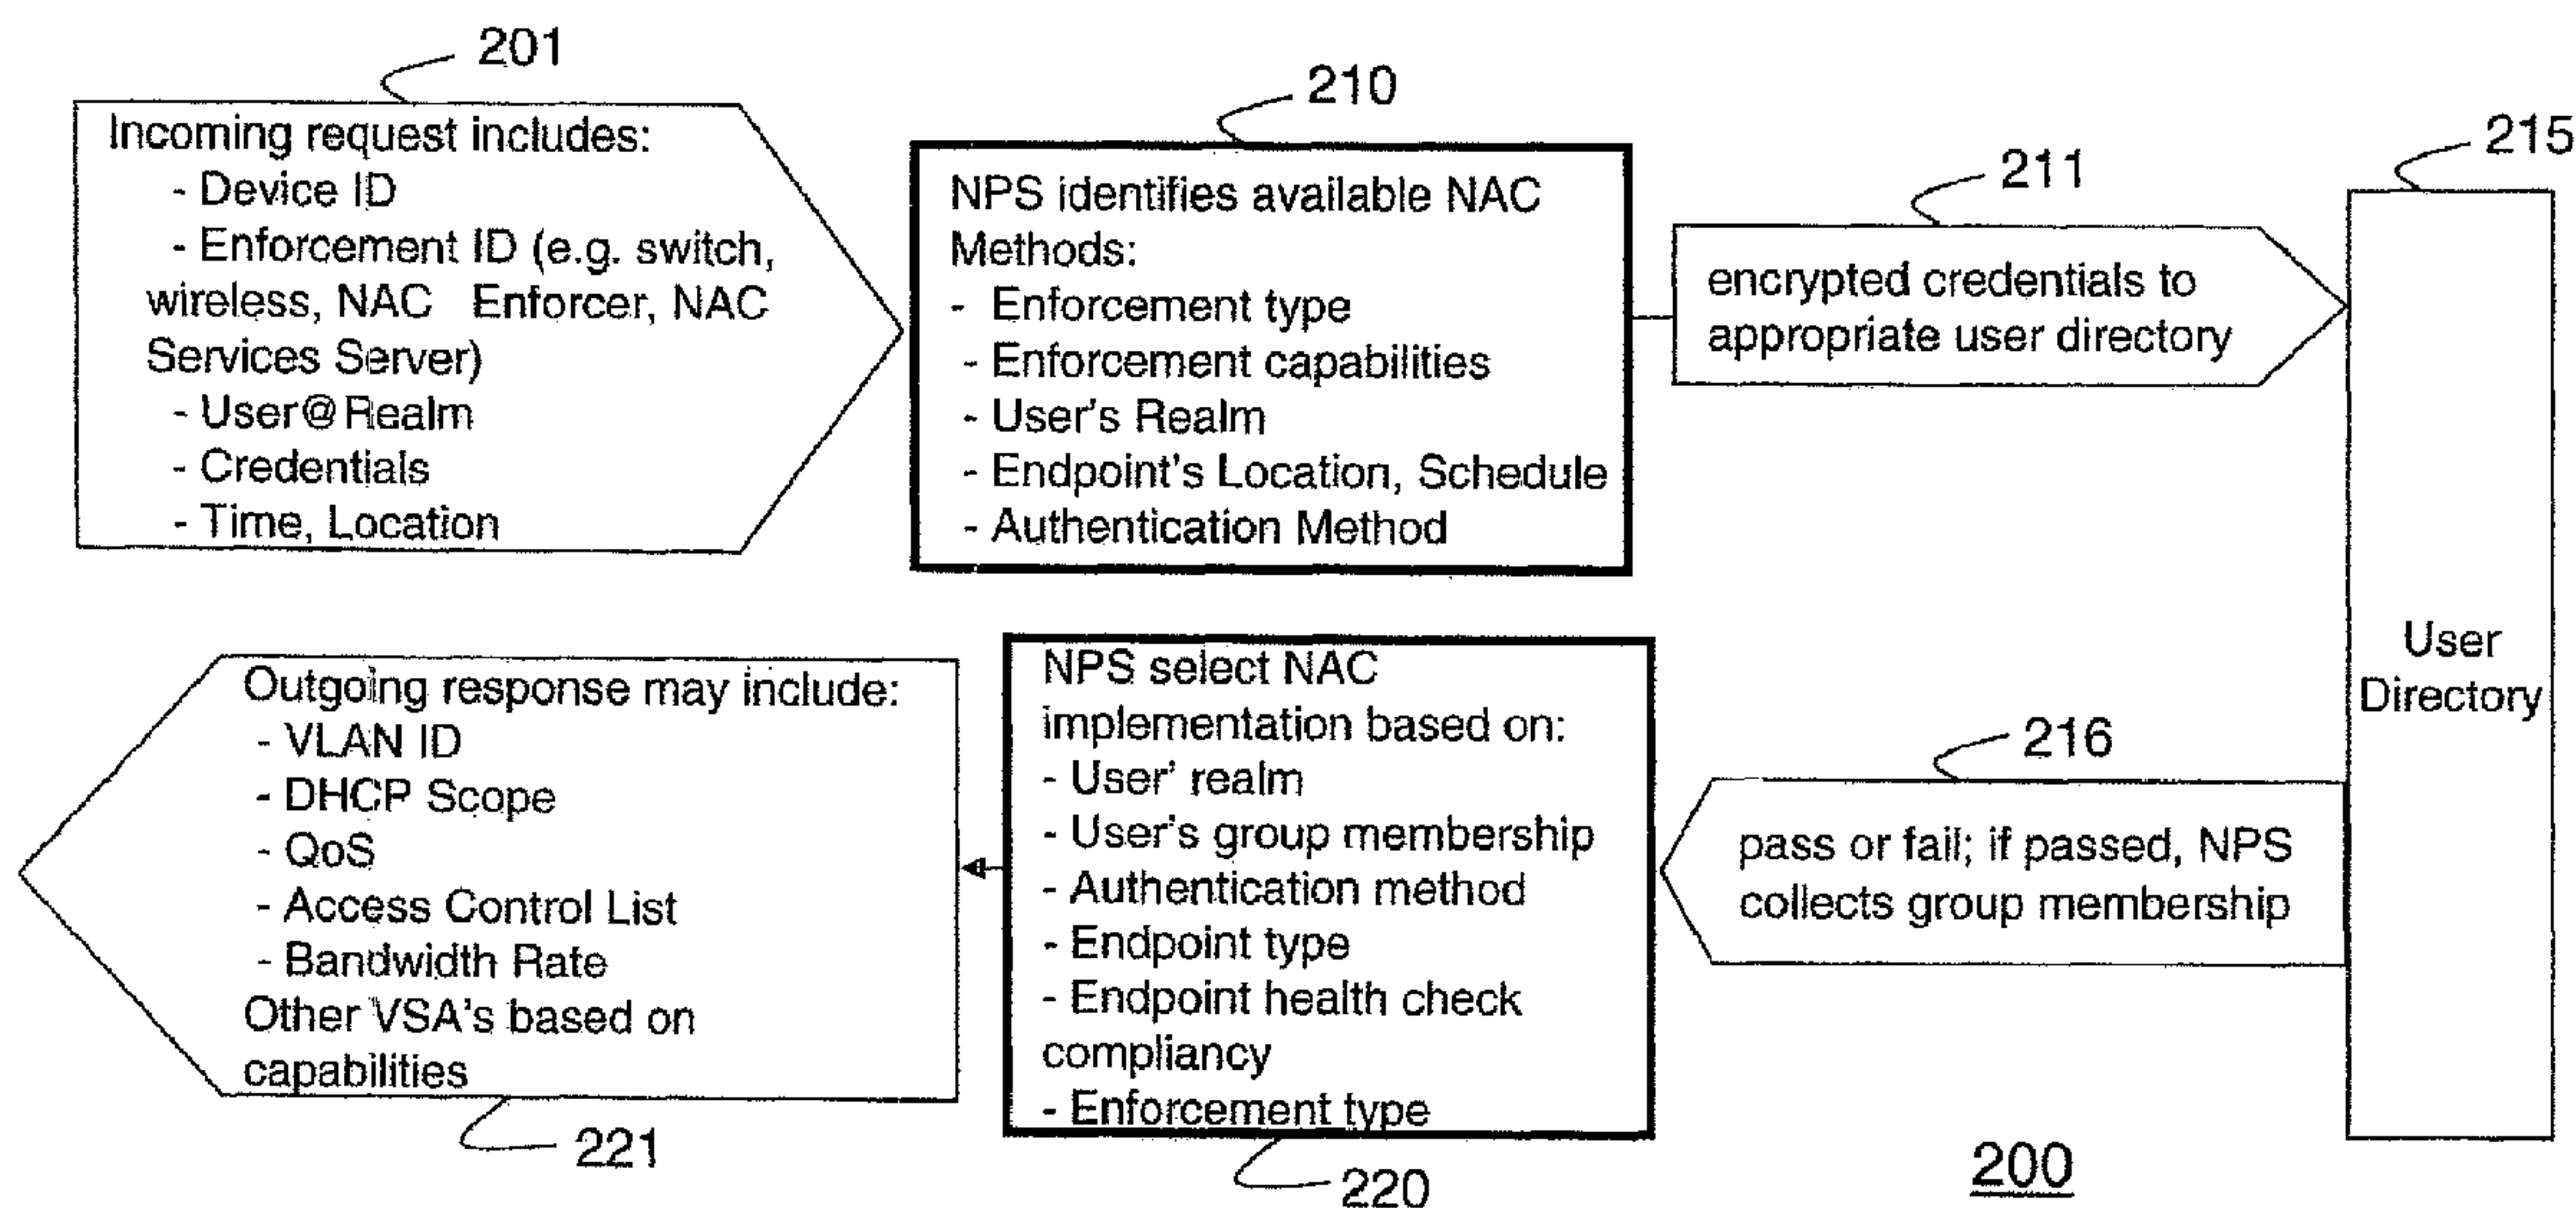 201
Incoming request includes:
- Device ID
- Enforcement ID (e.g. switch,
wireless, NAC Enforcer, NAC
Services Server)
- User@Realm
- Credentials
- Time, Location
210
NPS identifies available NAC
Methods:
- Enforcement type
- Enforcement capabilities
- User's Realm
- Endpoint's Location, Schedule
- Authentication Method
211
encrypted credentials to
appropriate user directory
215
User
Directory
216
pass or fail; if passed, NPS
collects group membership
NPS select NAC
implementation based on:
- User' realm
- User's group membership
- Authentication method
- Endpoint type
- Endpoint health check
compliancy
- Enforcement type
220
Outgoing response may include:
- VLAN ID
- DHCP Scope
- QoS
- Access Control List
- Bandwidth Rate
Other VSA's based on
capabilities
221
200